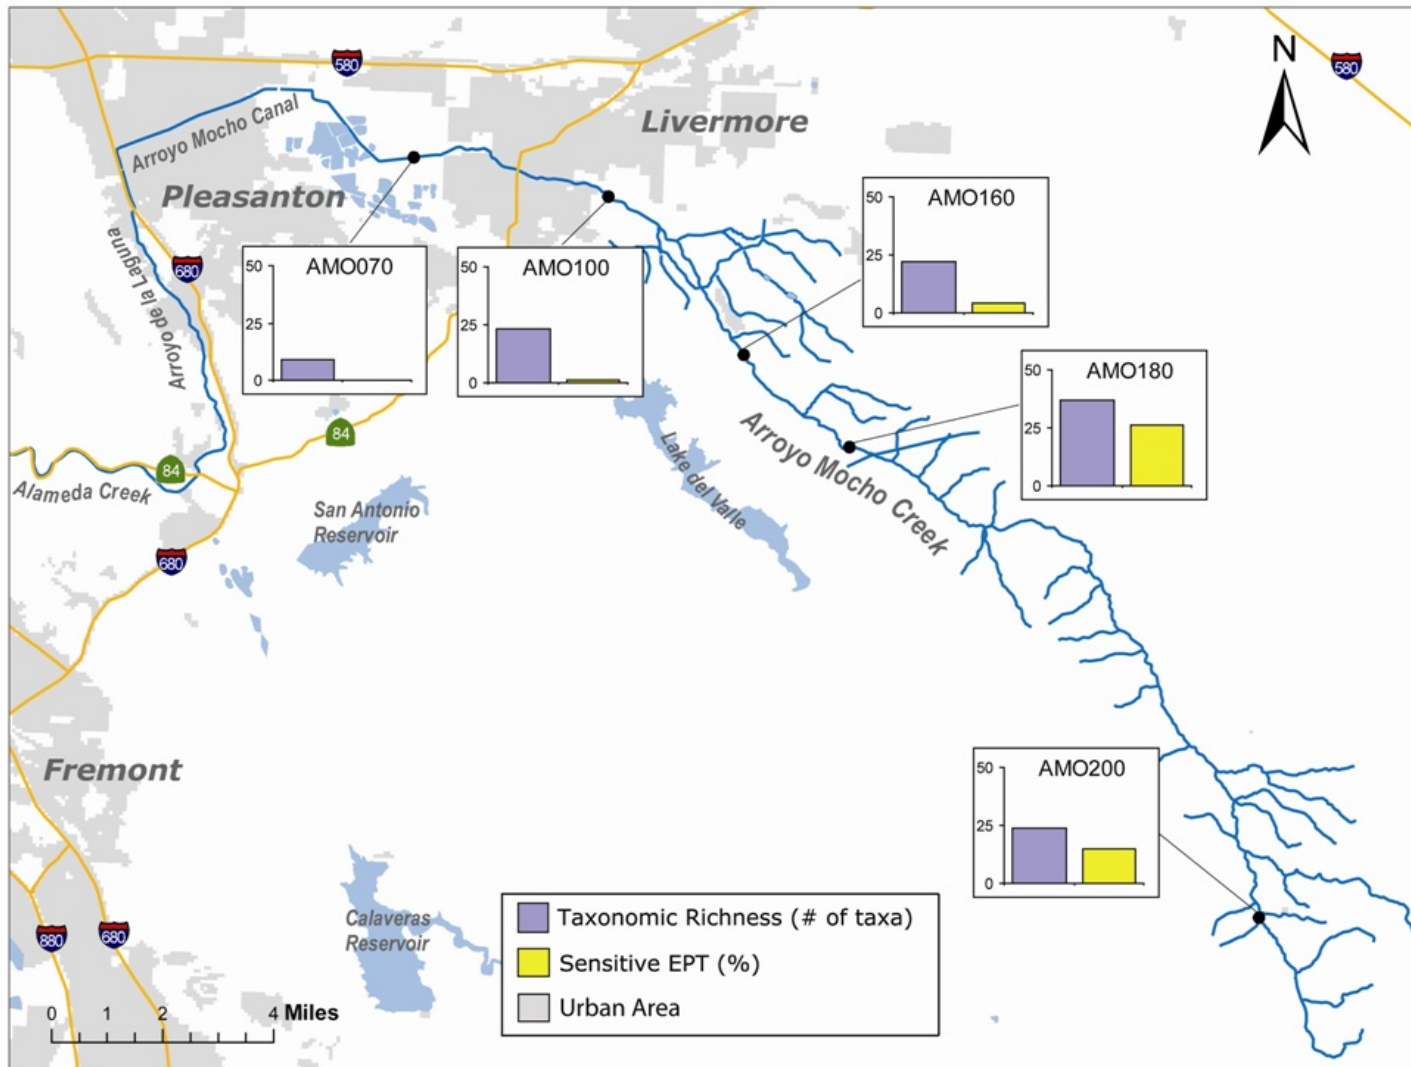 580
580
N
Livermore
Arroyo Mocho Canal
Pleasanton
AMO160
50
25
0
Arroyo de la Laguna
680
AMO070
50
25
0
AMO100
50
25
0
AMO180
50
25
0
84
84
Alameda Creek
Lake del Valle
Arroyo Mocho Creek
San Antonio
Reservoir
680
Fremont
AMO200
50
25
0
Calaveras
Reservoir
880
680
Taxonomic Richness (# of taxa)
Sensitive EPT (%)
Urban Area
0 1 2 4 Miles